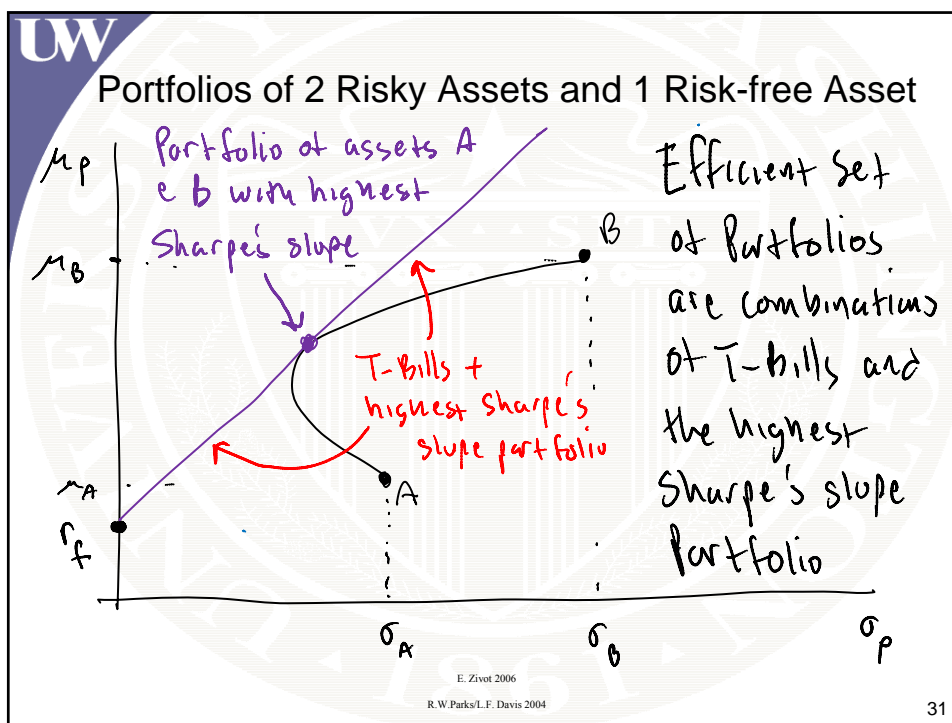 UW
Portfolios of 2 Risky Assets and 1 Risk-free Asset
μP
Portfolio of assets A
e B with highest
Sharpe's slope
μB
B
T-Bills +
highest Sharpe's
slope portfolio
μA
A
rf
σA
σB
σP
Efficient Set
of Portfolios
are combinations
of T-Bills and
the highest
Sharpe's slope
Portfolio
E. Zivot 2006
R.W.Parks/L.F. Davis 2004
31